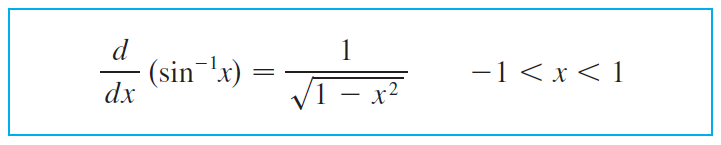 d/dx (sin⁻¹x) = 1/√(1 − x²)    −1 < x < 1